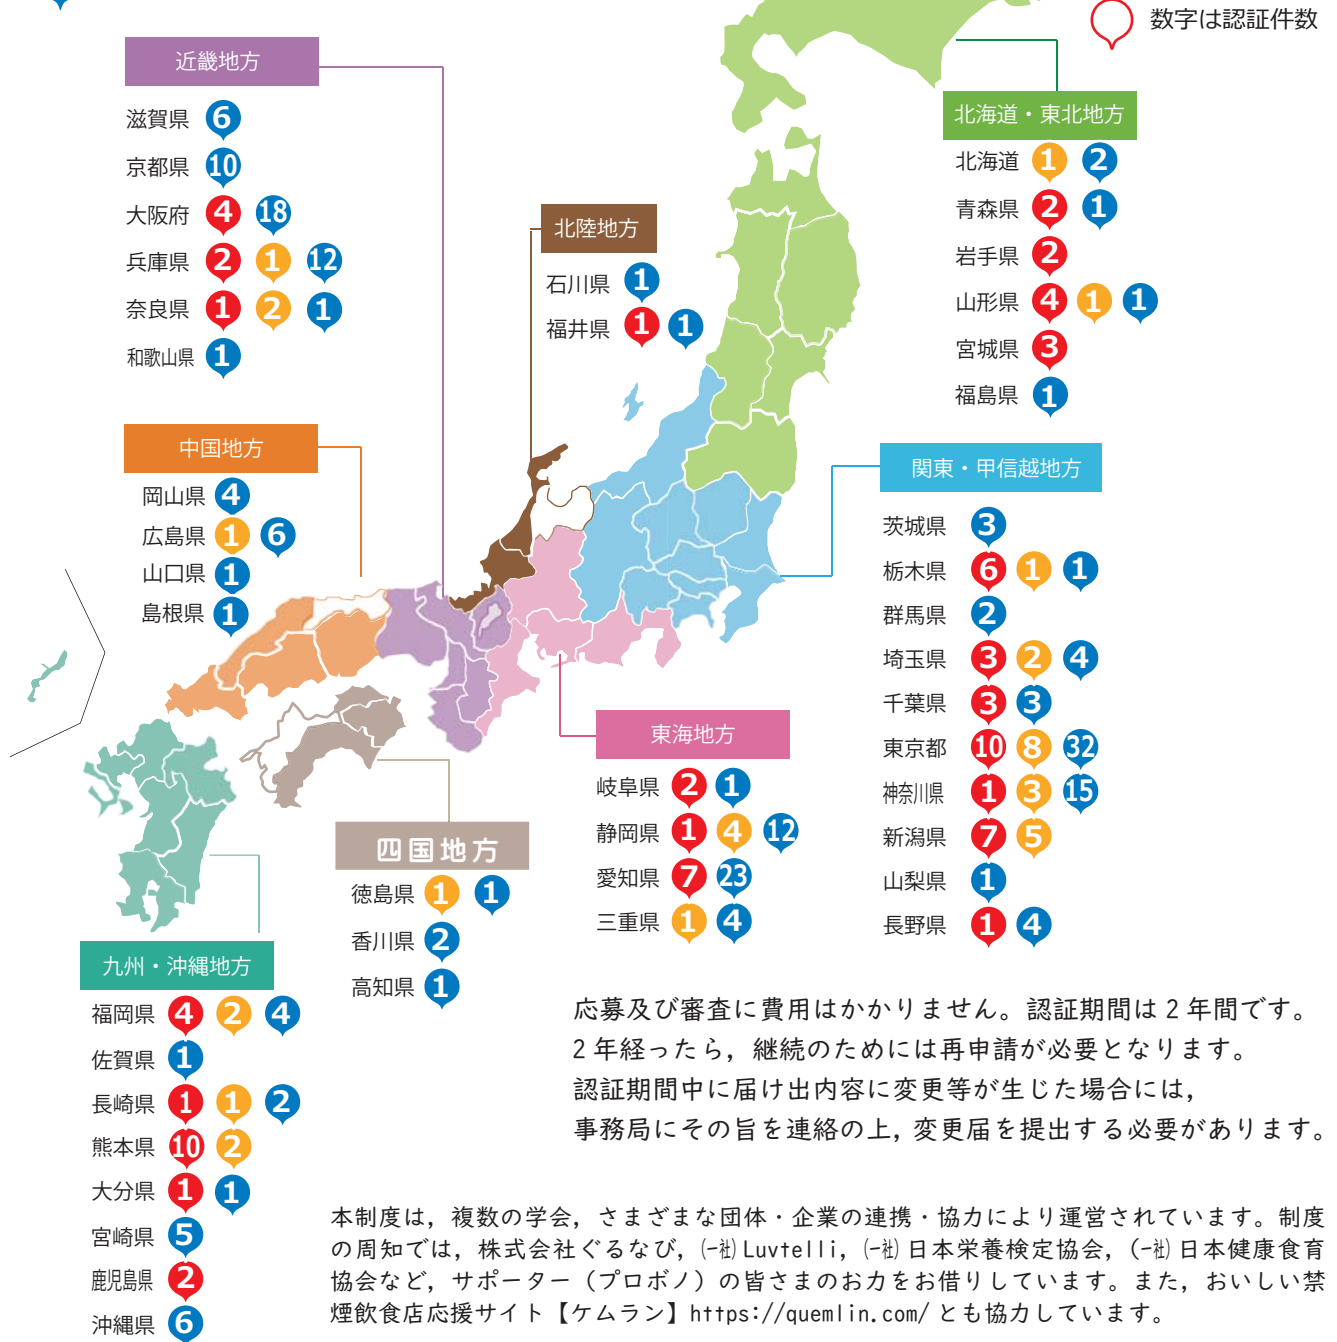 数字は認証件数
近畿地方
滋賀県 6
京都県 10
大阪府 4 18
兵庫県 2 1 12
奈良県 1 2 1
和歌山県 1
北陸地方
石川県 1
福井県 1 1
北海道・東北地方
北海道 1 2
青森県 2 1
岩手県 2
山形県 4 1 1
宮城県 3
福島県 1
中国地方
岡山県 4
広島県 1 6
山口県 1
島根県 1
関東・甲信越地方
茨城県 3
栃木県 6 1 1
群馬県 2
埼玉県 3 2 4
千葉県 3 3
東京都 10 8 32
神奈川県 1 3 15
新潟県 7 5
山梨県 1
長野県 1 4
東海地方
岐阜県 2 1
静岡県 1 4 12
愛知県 7 23
三重県 1 4
四国地方
徳島県 1 1
香川県 2
高知県 1
九州・沖縄地方
福岡県 4 2 4
佐賀県 1
長崎県 1 1 2
熊本県 10 2
大分県 1 1
宮崎県 5
鹿児島県 2
沖縄県 6
応募及び審査に費用はかかりません。認証期間は2年間です。
2年経ったら，継続のためには再申請が必要となります。
認証期間中に届け出内容に変更等が生じた場合には，
事務局にその旨を連絡の上，変更届を提出する必要があります。
本制度は，複数の学会，さまざまな団体・企業の連携・協力により運営されています。制度
の周知では，株式会社ぐるなび，(一社)Luvtelli，(一社)日本栄養検定協会，(一社)日本健康食育
協会など，サポーター（プロボノ）の皆さまのお力をお借りしています。また，おいしい禁
煙飲食店応援サイト【ケムラン】https://quemlin.com/とも協力しています。